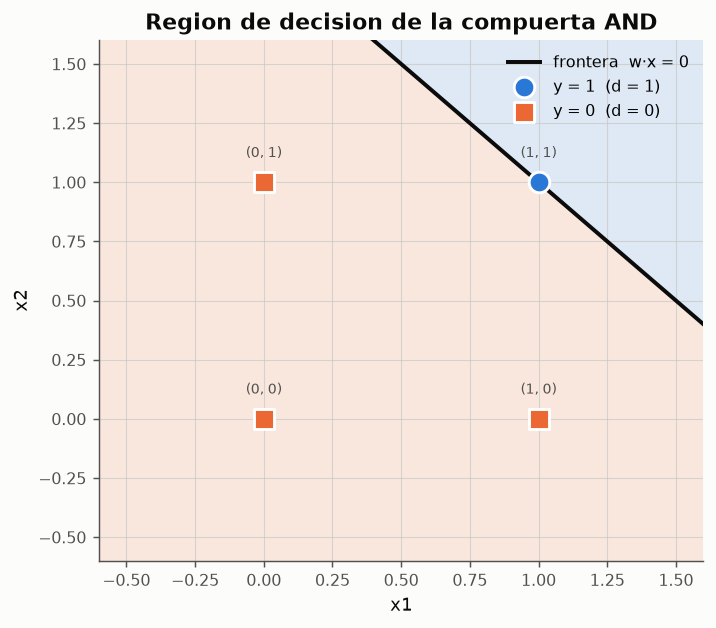 Region de decision de la compuerta AND
frontera  w·x = 0
y = 1  (d = 1)
y = 0  (d = 0)
(0, 1)
(1, 1)
(0, 0)
(1, 0)
x2
1.50
1.25
1.00
0.75
0.50
0.25
0.00
−0.25
−0.50
−0.50 −0.25 0.00 0.25 0.50 0.75 1.00 1.25 1.50
x1